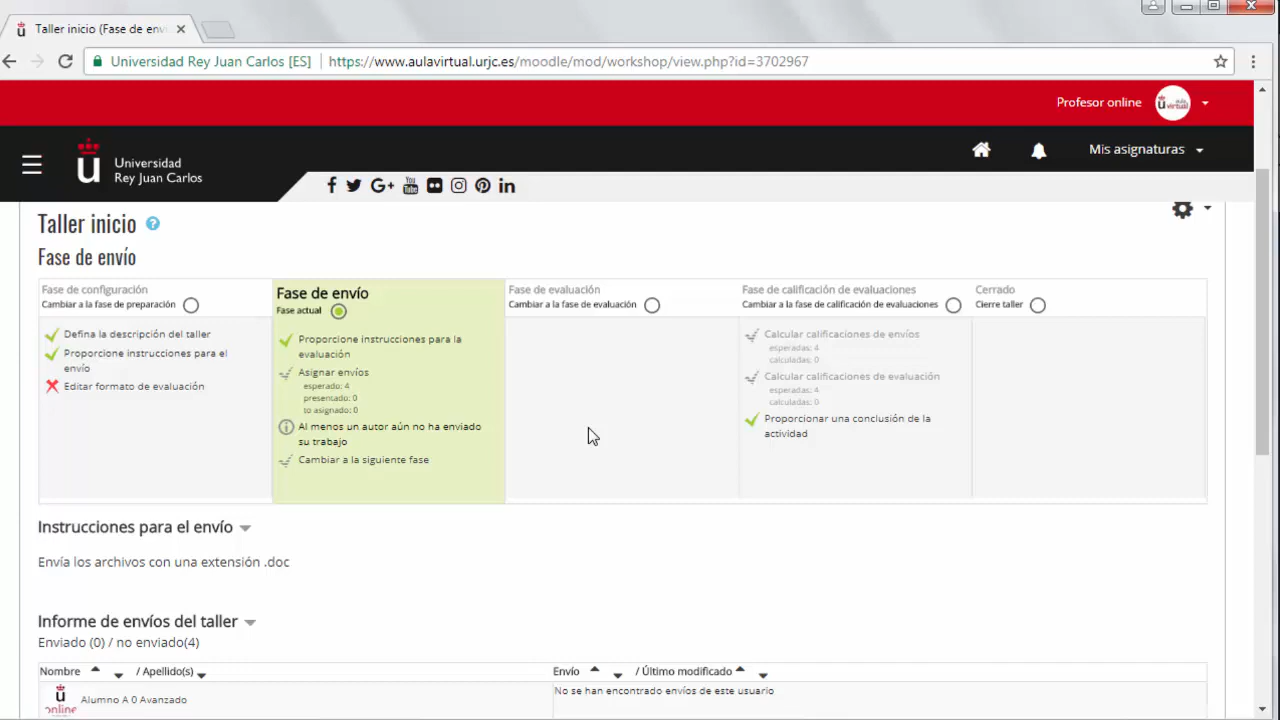 Taller inicio (Fase de env
Universidad Rey Juan Carlos [ES]
https://www.aulavirtual.urjc.es/moodle/mod/workshop/view.php?id=3702967
Profesor online
aula virtual
u
Universidad
Rey Juan Carlos
Mis asignaturas
Taller inicio
Fase de envío
Fase de configuración
Cambiar a la fase de preparación
Defina la descripción del taller
Proporcione instrucciones para el
envío
Editar formato de evaluación
Fase de envío
Fase actual
Proporcione instrucciones para la
evaluación
Asignar envíos
esperado: 4
presentado: 0
to asignado: 0
Al menos un autor aún no ha enviado
su trabajo
Cambiar a la siguiente fase
Fase de evaluación
Cambiar a la fase de evaluación
Fase de calificación de evaluaciones
Cambiar a la fase de calificación de evaluaciones
Calcular calificaciones de envíos
esperadas: 4
calculadas: 0
Calcular calificaciones de evaluación
esperadas: 4
calculadas: 0
Proporcionar una conclusión de la
actividad
Cerrado
Cierre taller
Instrucciones para el envío
Envía los archivos con una extensión .doc
Informe de envíos del taller
Enviado (0) / no enviado(4)
Nombre / Apellido(s)
Envío / Último modificado
u
online
Alumno A 0 Avanzado
No se han encontrado envíos de este usuario